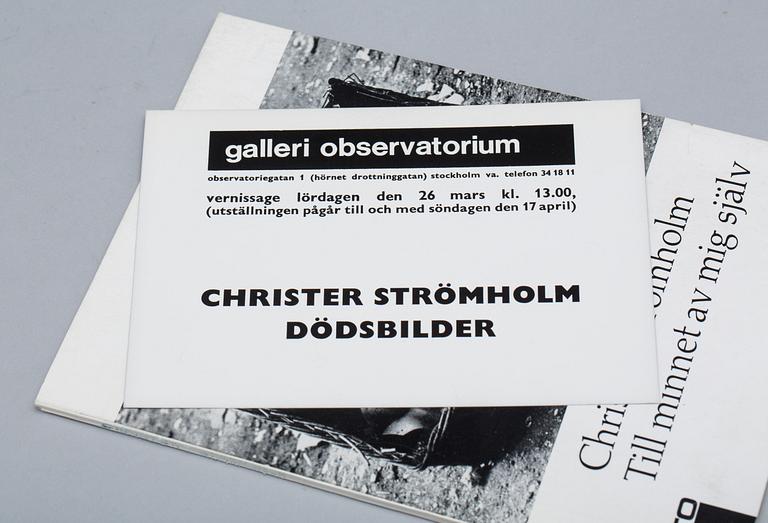 galleri observatorium
observatoriegatan 1 (hörnet drottninggatan) stockholm va. telefon 34 18 11
vernissage lördagen den 26 mars kl. 13.00,
(utställningen pågår till och med söndagen den 17 april)
CHRISTER STRÖMHOLM
DÖDSBILDER
Till minnet av mig själv